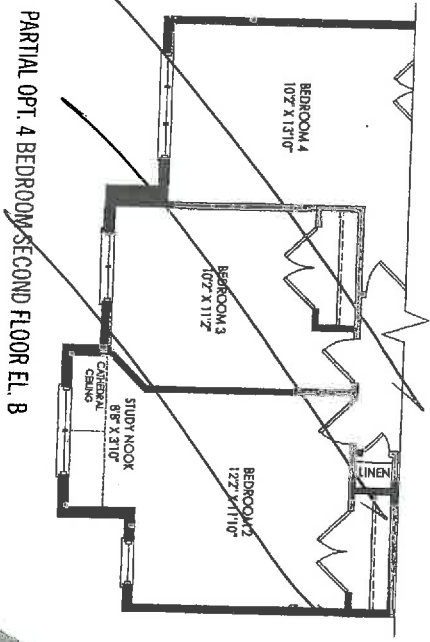 BEDROOM 4
10'2" X 13'10"
BEDROOM 3
10'2" X 11'2"
LINEN
BEDROOM 2
12'2" X 11'10"
STUDY NOOK
8'8" X 3'10"
CATHEDRAL
CEILING
PARTIAL OPT. 4 BEDROOM SECOND FLOOR EL. B